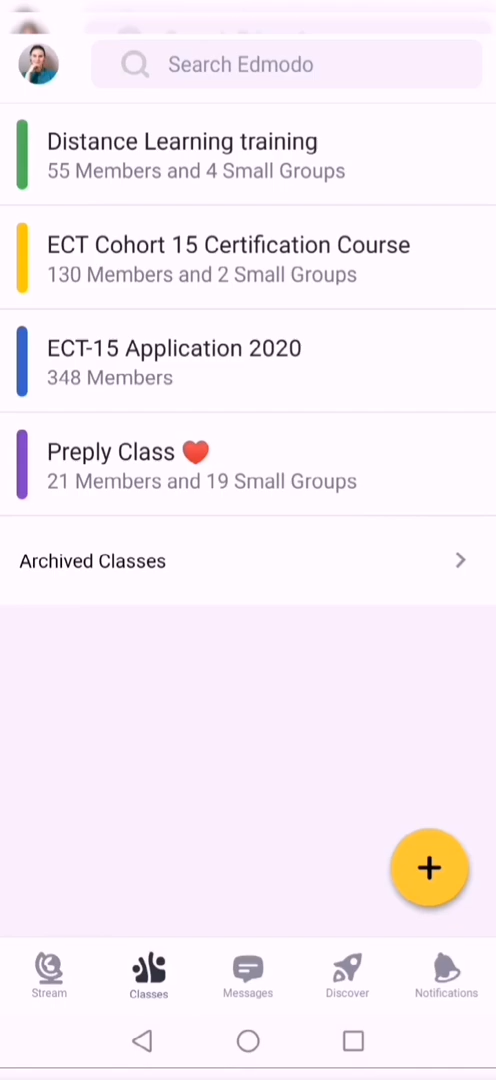 Search Edmodo
Distance Learning training
55 Members and 4 Small Groups
ECT Cohort 15 Certification Course
130 Members and 2 Small Groups
ECT-15 Application 2020
348 Members
Preply Class ❤️
21 Members and 19 Small Groups
Archived Classes
Stream
Classes
Messages
Discover
Notifications